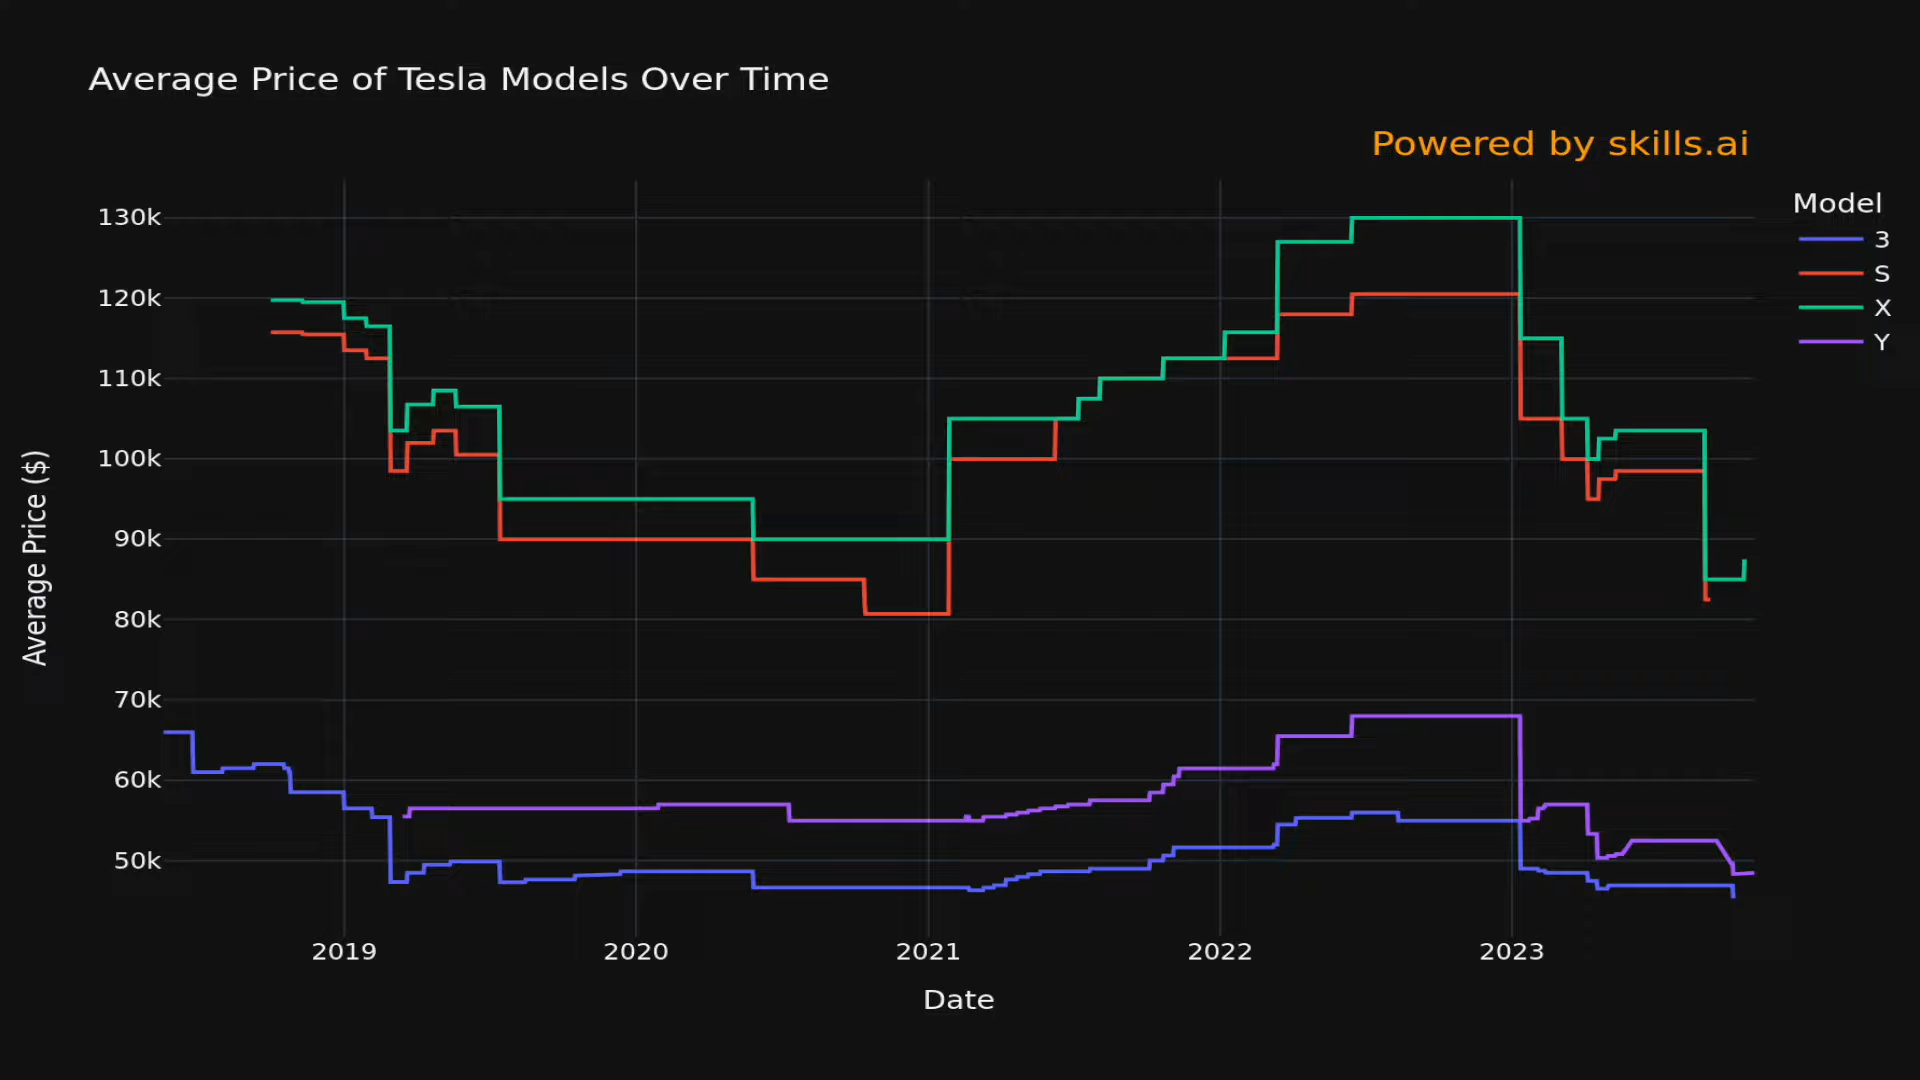 Average Price of Tesla Models Over Time
Powered by skills.ai
Model
3
S
X
Y
Average Price ($)
130k
120k
110k
100k
90k
80k
70k
60k
50k
2019 2020 2021 2022 2023
Date